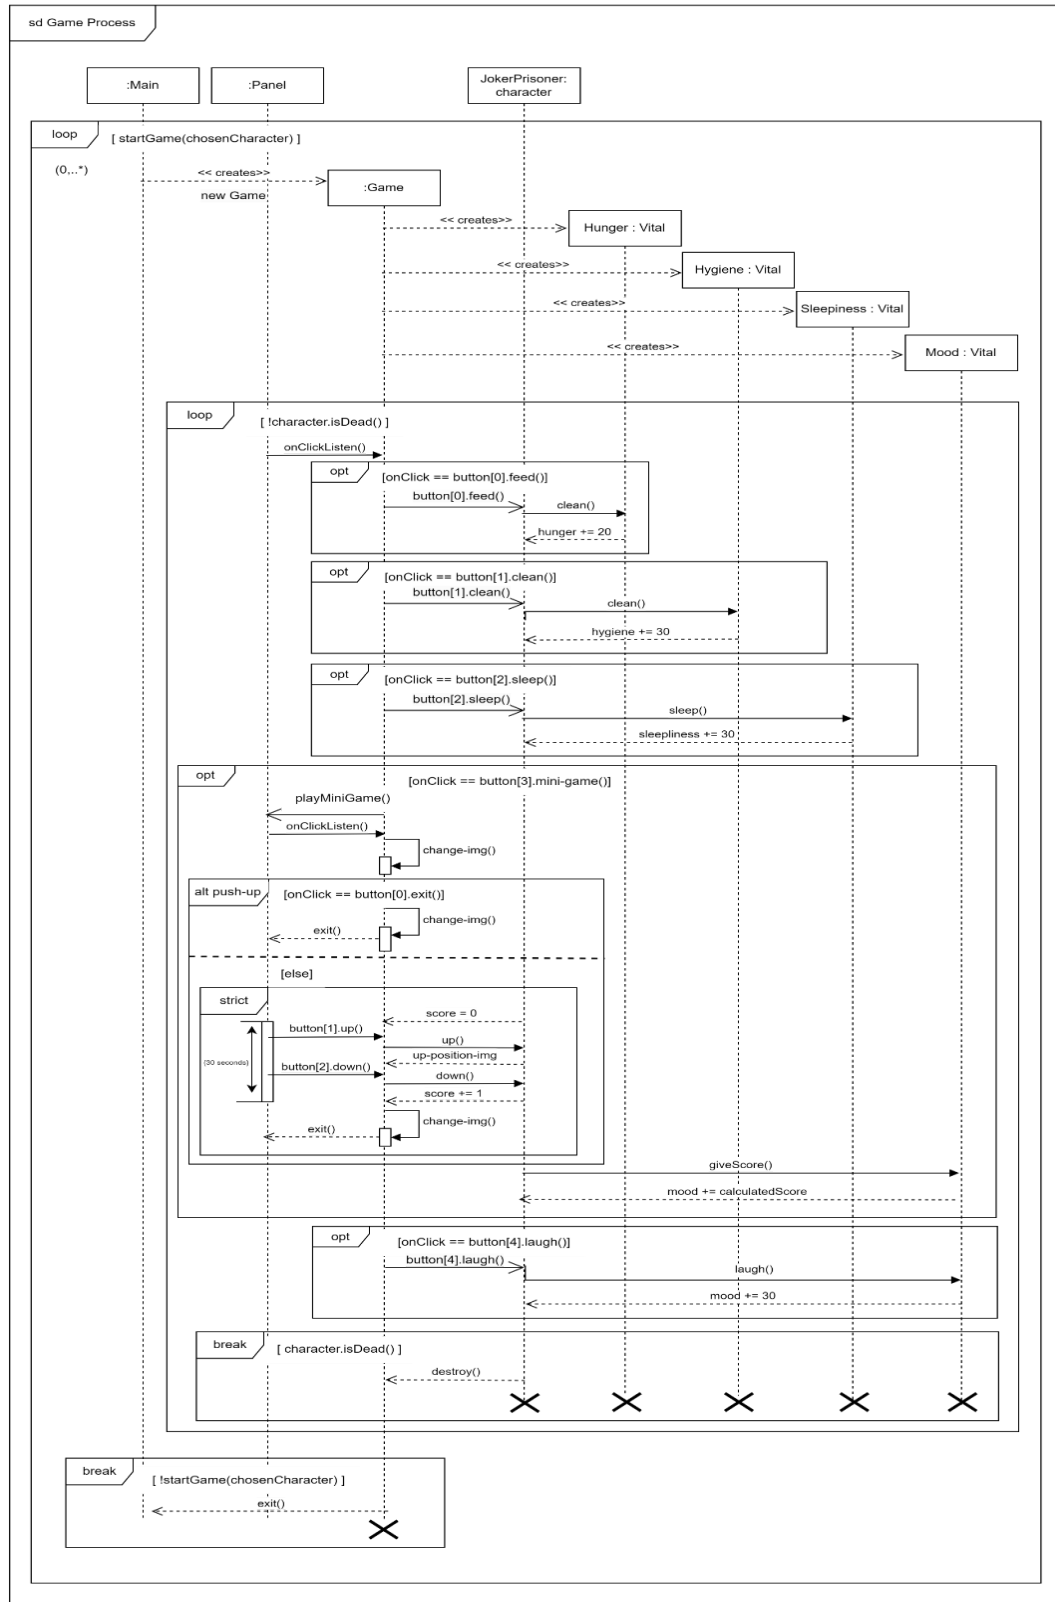 sd Game Process
:Main
:Panel
JokerPrisoner:
character
loop
[ startGame(chosenCharacter) ]
(0,..*)
<< creates>>
new Game
:Game
<< creates>>
Hunger : Vital
<< creates>>
Hygiene : Vital
<< creates>>
Sleepiness : Vital
<< creates>>
Mood : Vital
loop
[ !character.isDead() ]
onClickListen()
opt
[onClick == button[0].feed()]
button[0].feed()
clean()
hunger += 20
opt
[onClick == button[1].clean()]
button[1].clean()
clean()
hygiene += 30
opt
[onClick == button[2].sleep()]
button[2].sleep()
sleep()
sleepliness += 30
opt
[onClick == button[3].mini-game()]
playMiniGame()
onClickListen()
change-img()
alt push-up
[onClick == button[0].exit()]
change-img()
exit()
[else]
strict
score = 0
button[1].up()
up()
up-position-img
(30 seconds)
button[2].down()
down()
score += 1
change-img()
exit()
giveScore()
mood += calculatedScore
opt
[onClick == button[4].laugh()]
button[4].laugh()
laugh()
mood += 30
break
[ character.isDead() ]
destroy()
break
[ !startGame(chosenCharacter) ]
exit()